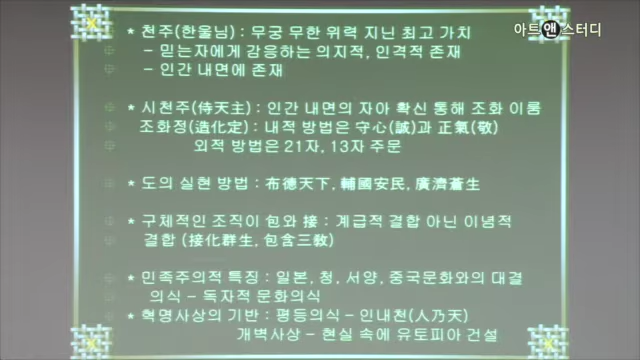 아트앤스터디
* 천주(한울님) : 무궁 무한 위력 지닌 최고 가치
- 믿는자에게 감응하는 의지적, 인격적 존재
- 인간 내면에 존재
* 시천주(侍天主) : 인간 내면의 자아 확신 통해 조화 이룸
조화정(造化定) : 내적 방법은 守心(誠)과 正氣(敬)
외적 방법은 21자, 13자 주문
* 도의 실현 방법 : 布德天下, 輔國安民, 廣濟蒼生
* 구체적인 조직이 包와 接 : 계급적 결합 아닌 이념적
결합 (接化群生, 包含三敎)
* 민족주의적 특징 : 일본, 청, 서양, 중국문화와의 대결
의식 - 독자적 문화의식
* 혁명사상의 기반 : 평등의식 - 인내천(人乃天)
개벽사상 - 현실 속에 유토피아 건설